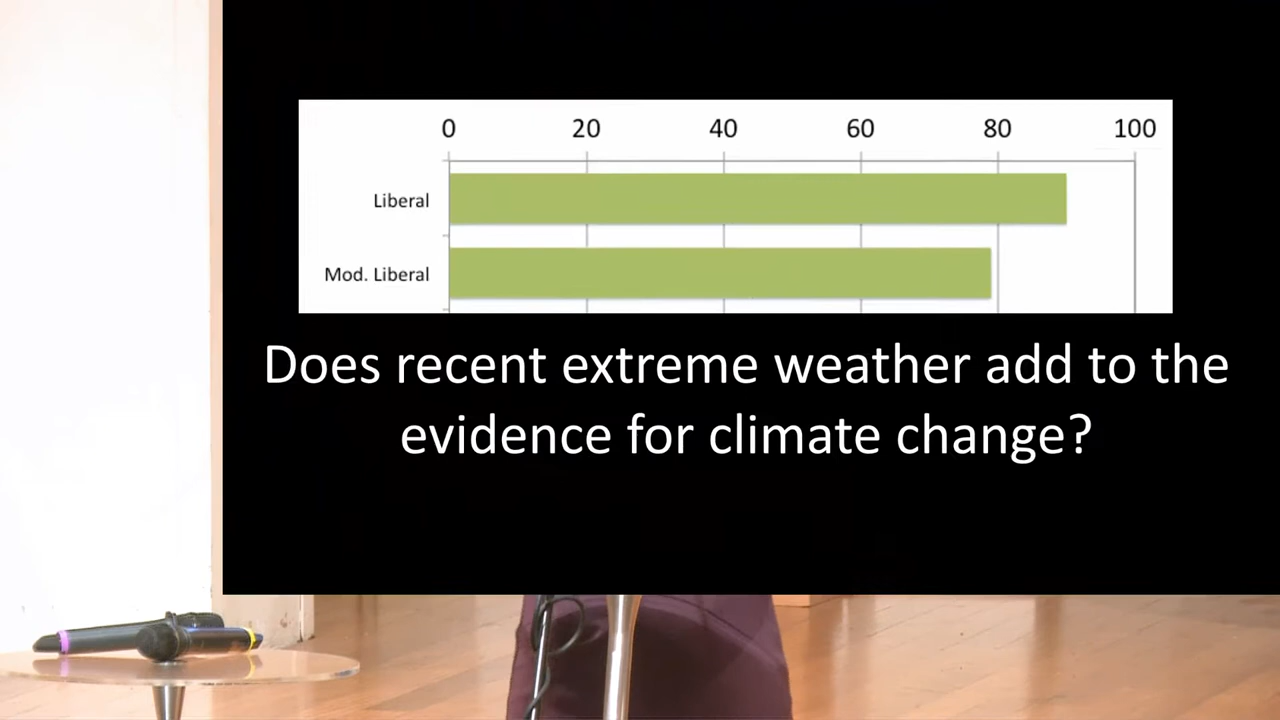 0 20 40 60 80 100
Liberal
Mod. Liberal
Does recent extreme weather add to the
evidence for climate change?